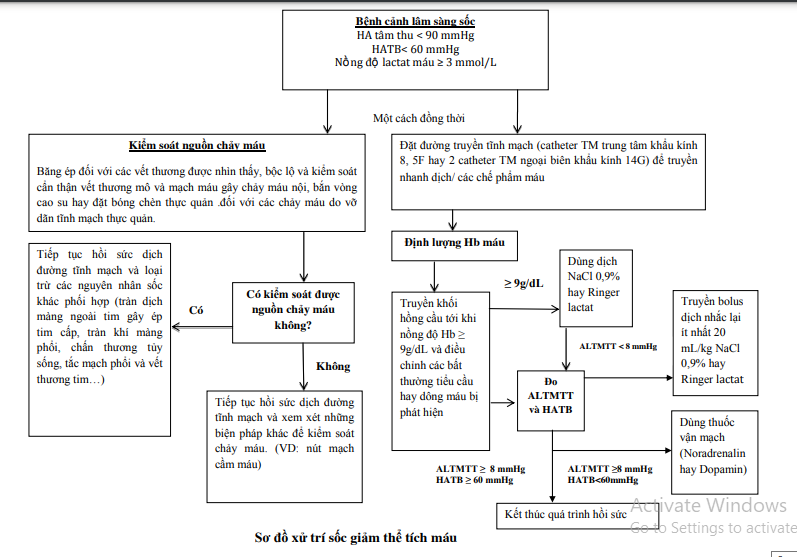 Bệnh cảnh lâm sàng sốc
HA tâm thu < 90 mmHg
HATB< 60 mmHg
Nồng độ lactat máu ≥ 3 mmol/L
Một cách đồng thời
Kiểm soát nguồn chảy máu
Băng ép đối với các vết thương được nhìn thấy, bộc lộ và kiểm soát
cẩn thận vết thương mô và mạch máu gây chảy máu nội, bắn vòng
cao su hay đặt bóng chèn thực quản .đối với các chảy máu do vỡ
dãn tĩnh mạch thực quản.
Đặt đường truyền tĩnh mạch (catheter TM trung tâm khẩu kính
8, 5F hay 2 catheter TM ngoại biên khẩu kính 14G) để truyền
nhanh dịch/ các chế phẩm máu
Tiếp tục hồi sức dịch
đường tĩnh mạch và loại
trừ các nguyên nhân sốc
khác phối hợp (tràn dịch
màng ngoài tim gây ép
tim cấp, tràn khí màng
phổi, chấn thương tủy
sống, tắc mạch phổi và vết
thương tim…)
Có
Có kiểm soát được
nguồn chảy máu
không?
Không
Tiếp tục hồi sức dịch đường
tĩnh mạch và xem xét những
biện pháp khác để kiểm soát
chảy máu. (VD: nút mạch
cầm máu)
Định lượng Hb máu
≥ 9g/dL
Dùng dịch
NaCl 0,9%
hay Ringer
lactat
Truyền khối
hồng cầu tới khi
nồng độ Hb ≥
9g/dL và điều
chỉnh các bất
thường tiểu cầu
hay đông máu bị
phát hiện
ALTMTT < 8 mmHg
Truyền bolus
dịch nhắc lại
ít nhất 20
mL/kg NaCl
0,9% hay
Ringer lactat
Đo
ALTMTT
và HATB
Dùng thuốc
vận mạch
(Noradrenalin
hay Dopamin)
ALTMTT ≥ 8 mmHg
HATB ≥ 60 mmHg
ALTMTT ≥8 mmHg
HATB<60mmHg
Kết thúc quá trình hồi sức
Activate Windows
Go to Settings to activate
Sơ đồ xử trí sốc giảm thể tích máu